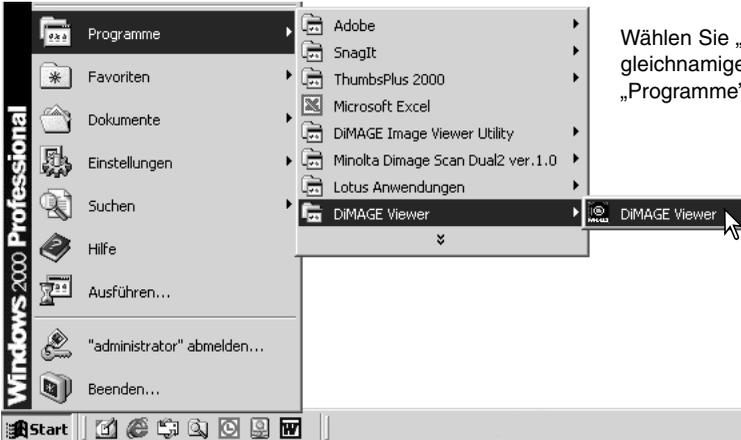 Programme
Favoriten
Dokumente
Einstellungen
Suchen
Hilfe
Ausführen...
"administrator" abmelden...
Beenden...
Windows 2000 Professional
Start
Adobe
SnagIt
ThumbsPlus 2000
Microsoft Excel
DiMAGE Image Viewer Utility
Minolta Dimage Scan Dual2 ver.1.0
Lotus Anwendungen
DiMAGE Viewer
DiMAGE Viewer
Wählen Sie „
gleichnamige
„Programme"